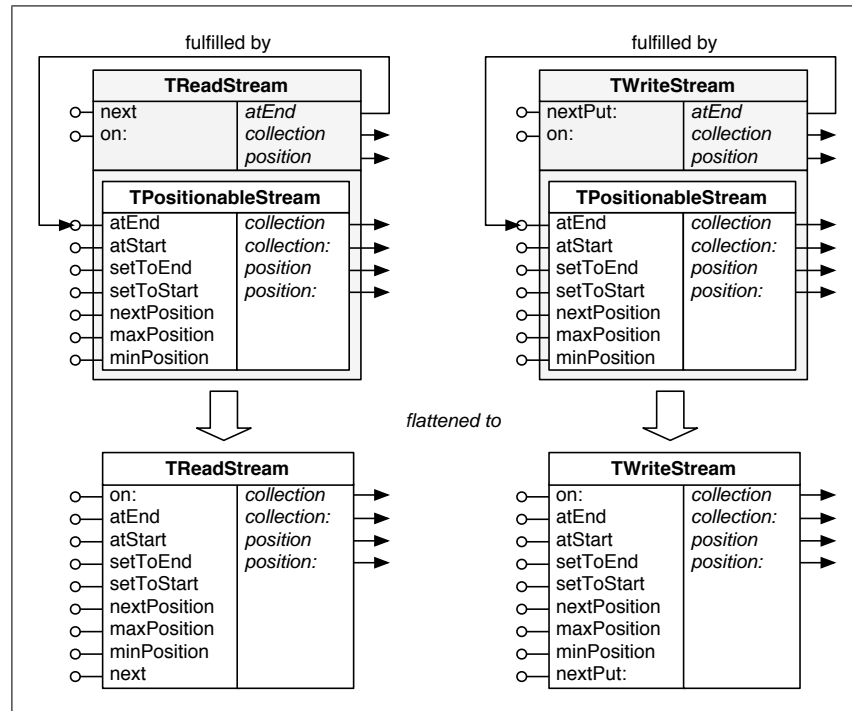 fulfilled by
TReadStream
next atEnd
on: collection
position
TPositionableStream
atEnd collection
atStart collection:
setToEnd position
setToStart position:
nextPosition
maxPosition
minPosition
fulfilled by
TWriteStream
nextPut: atEnd
on: collection
position
TPositionableStream
atEnd collection
atStart collection:
setToEnd position
setToStart position:
nextPosition
maxPosition
minPosition
flattened to
TReadStream
on: collection
atEnd collection:
atStart position
setToEnd position:
setToStart
nextPosition
maxPosition
minPosition
next
TWriteStream
on: collection
atEnd collection:
atStart position
setToEnd position:
setToStart
nextPosition
maxPosition
minPosition
nextPut: